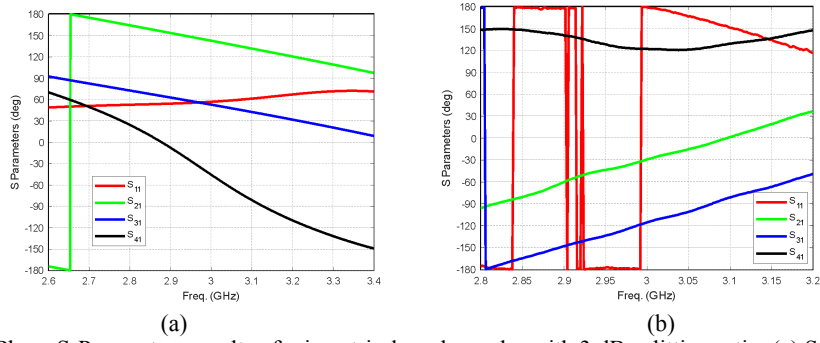 180
150
120
90
60
30
0
-30
-60
-90
-120
-150
-180
S Parameters (deg)
2.6 2.7 2.8 2.9 3 3.1 3.2 3.3 3.4
Freq. (GHz)
S11
S21
S31
S41
(a)
180
150
120
90
60
30
0
-30
-60
-90
-120
-150
-180
S Parameters (deg)
2.8 2.85 2.9 2.95 3 3.05 3.1 3.15 3.2
Freq. (GHz)
S11
S21
S31
S41
(b)